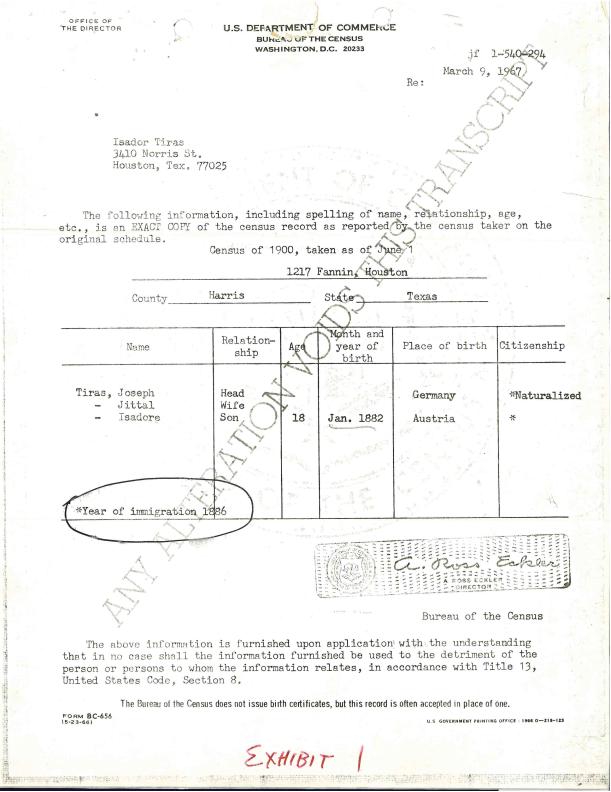 OFFICE OF
THE DIRECTOR
U.S. DEPARTMENT OF COMMERCE
BUREAU OF THE CENSUS
WASHINGTON, D.C. 20233
jf 1-540-294
March 9, 1967
Re:
Isador Tiras
3410 Norris St.
Houston, Tex. 77025
The following information, including spelling of name, relationship, age,
etc., is an EXACT COPY of the census record as reported by the census taken on the
original schedule.
Census of 1900, taken as of June 1
1217 Fannin, Houston
County Harris State Texas
Name Relation-ship Age Month and year of birth Place of birth Citizenship
Tiras, Joseph Head Germany *Naturalized
- Jittal Wife
- Isadore Son 18 Jan. 1882 Austria *
*Year of immigration 1886
ANY ALTERATION VOIDS THIS TRANSCRIPT
A. Ross Eckler
A ROSS ECKLER
DIRECTOR
Bureau of the Census
The above information is furnished upon application with the understanding
that in no case shall the information furnished be used to the detriment of the
person or persons to whom the information relates, in accordance with Title 13,
United States Code, Section 8.
The Bureau of the Census does not issue birth certificates, but this record is often accepted in place of one.
FORM BC-656
(5-23-66)
U.S. GOVERNMENT PRINTING OFFICE : 1966 O-218-123
EXHIBIT 1